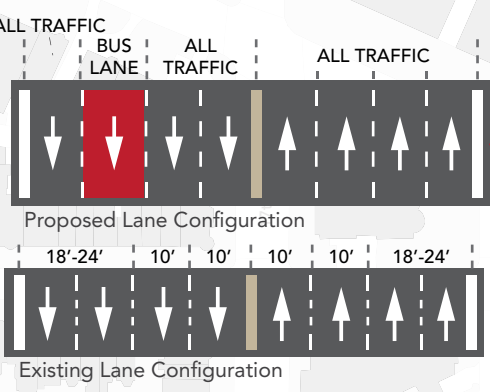 ALL TRAFFIC
BUS LANE
ALL TRAFFIC
ALL TRAFFIC
Proposed Lane Configuration
18'-24' 10' 10' 10' 10' 18'-24'
Existing Lane Configuration